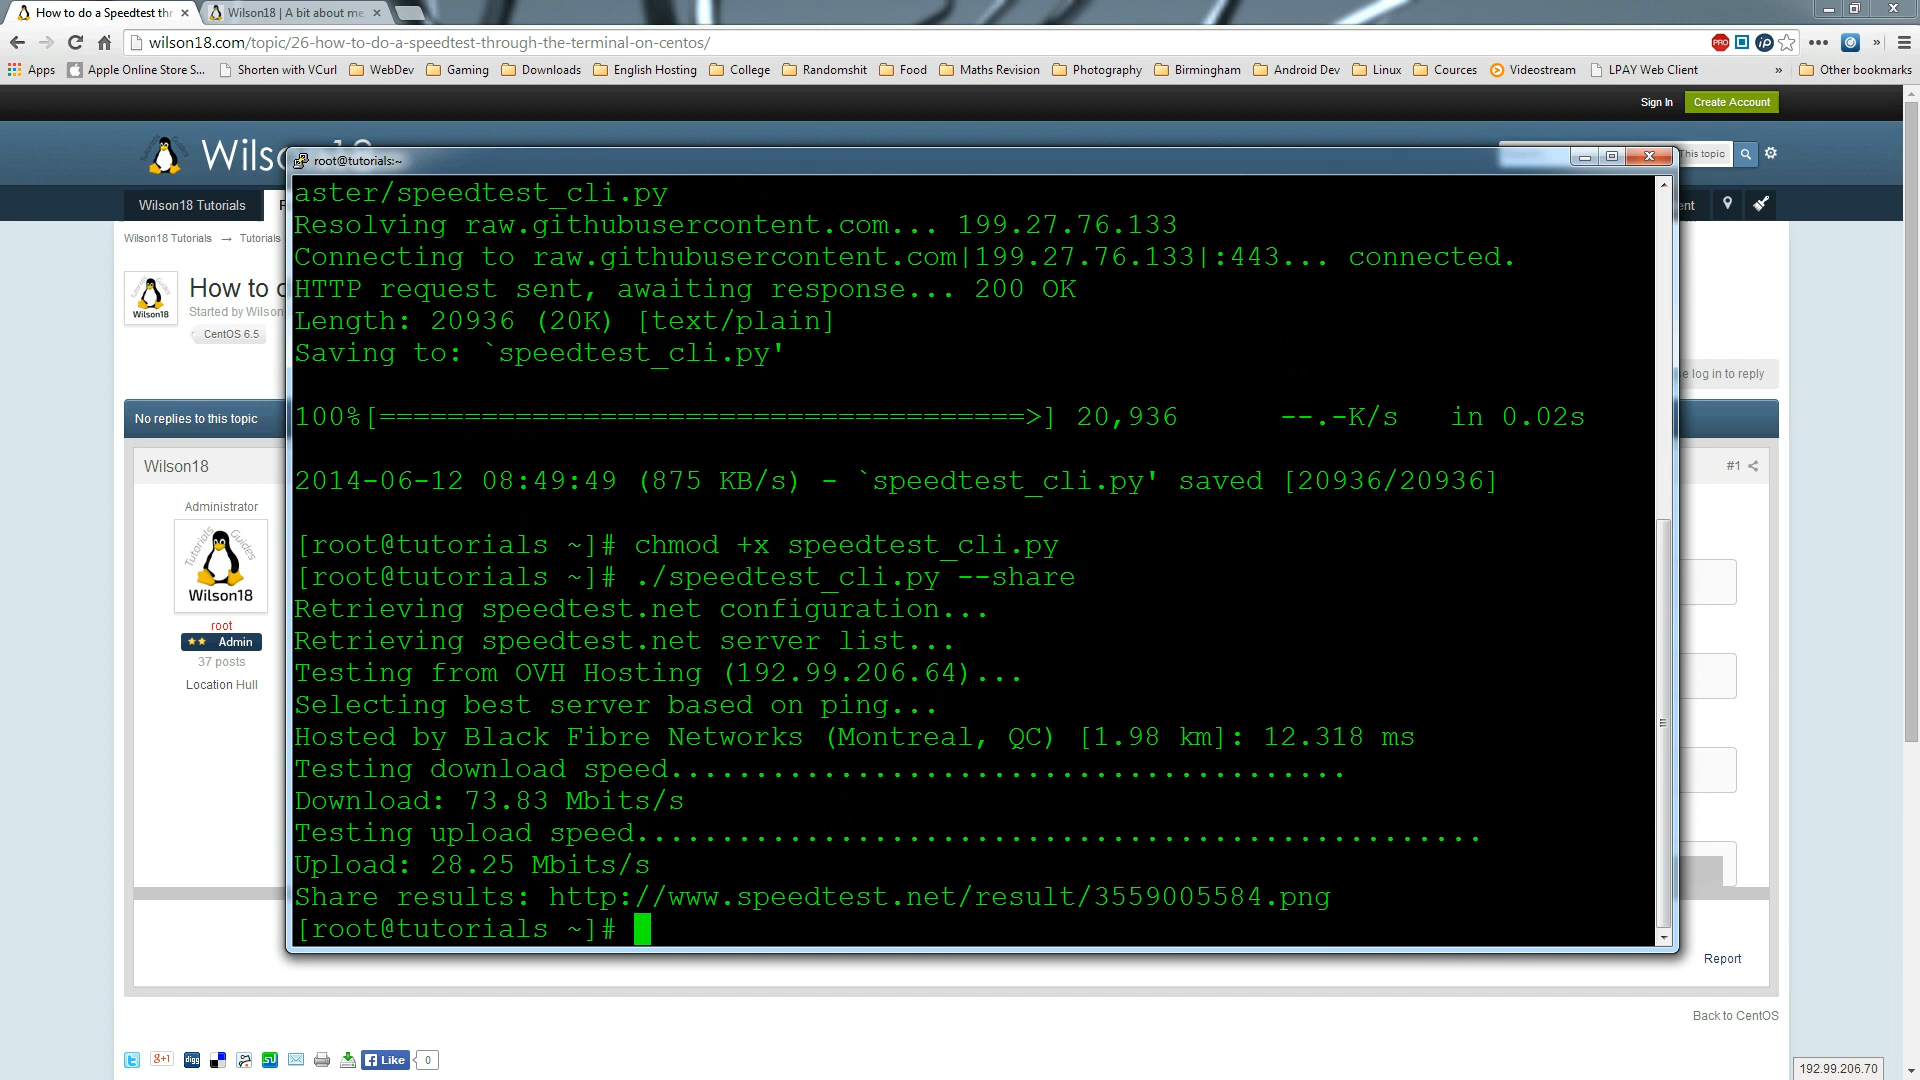 How to do a Speedtest thr
Wilson18 | A bit about me
wilson18.com/topic/26-how-to-do-a-speedtest-through-the-terminal-on-centos/
PRO
ip
Apps
Apple Online Store S...
Shorten with VCurl
WebDev
Gaming
Downloads
English Hosting
College
Randomshit
Food
Maths Revision
Photography
Birmingham
Android Dev
Linux
Cources
Videostream
LPAY Web Client
»
Other bookmarks
Sign In
Create Account
Wils
This topic
root@tutorials:~
Wilson18 Tutorials
ent
Wilson18 Tutorials → Tutorials
How to
Started by Wilson
CentOS 6.5
Wilson18
e log in to reply
No replies to this topic
Wilson18
#1
Administrator
Tutorials Guides
Wilson18
root
Admin
37 posts
Location Hull
aster/speedtest_cli.py
Resolving raw.githubusercontent.com... 199.27.76.133
Connecting to raw.githubusercontent.com|199.27.76.133|:443... connected.
HTTP request sent, awaiting response... 200 OK
Length: 20936 (20K) [text/plain]
Saving to: `speedtest_cli.py'
100%[======================================>] 20,936      --.-K/s   in 0.02s
2014-06-12 08:49:49 (875 KB/s) - `speedtest_cli.py' saved [20936/20936]
[root@tutorials ~]# chmod +x speedtest_cli.py
[root@tutorials ~]# ./speedtest_cli.py --share
Retrieving speedtest.net configuration...
Retrieving speedtest.net server list...
Testing from OVH Hosting (192.99.206.64)...
Selecting best server based on ping...
Hosted by Black Fibre Networks (Montreal, QC) [1.98 km]: 12.318 ms
Testing download speed........................................
Download: 73.83 Mbits/s
Testing upload speed..................................................
Upload: 28.25 Mbits/s
Share results: http://www.speedtest.net/result/3559005584.png
[root@tutorials ~]#
Report
Back to CentOS
g+1
digg
Like
0
192.99.206.70